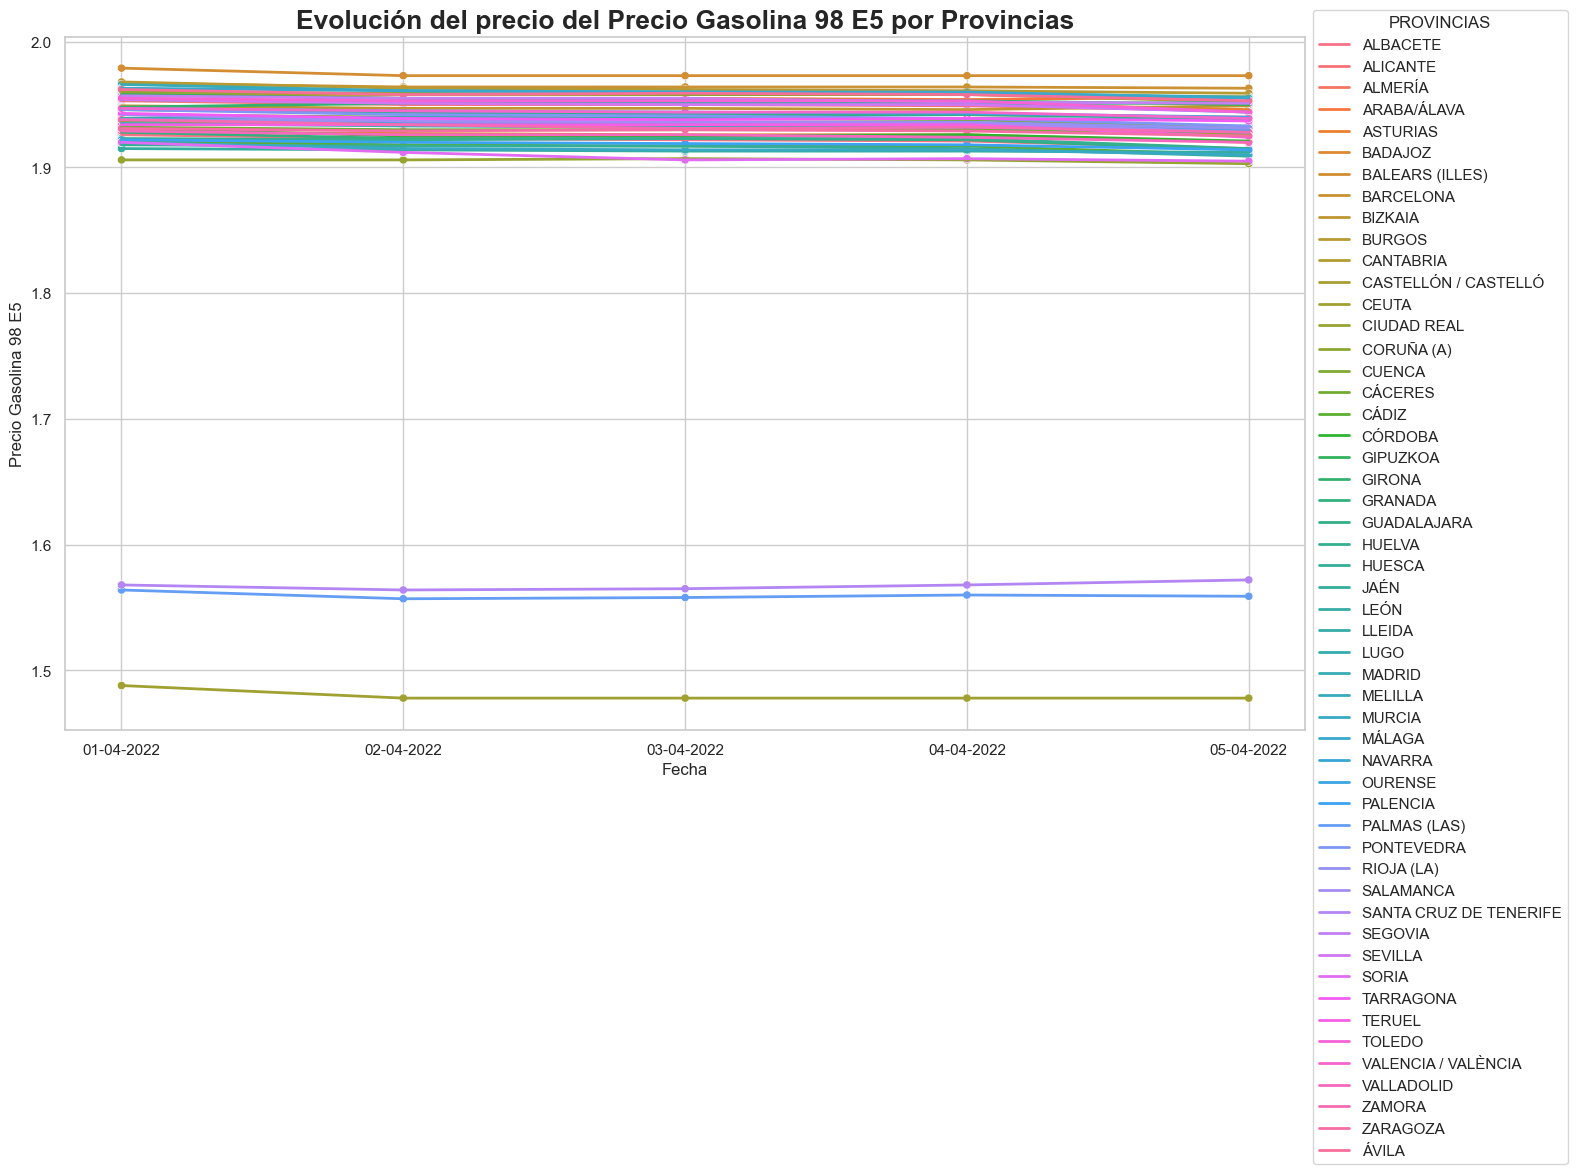 Evolución del precio del Precio Gasolina 98 E5 por Provincias
Precio Gasolina 98 E5
2.0
1.9
1.8
1.7
1.6
1.5
01-04-2022
02-04-2022
03-04-2022
04-04-2022
05-04-2022
Fecha
PROVINCIAS
ALBACETE
ALICANTE
ALMERÍA
ARABA/ÁLAVA
ASTURIAS
BADAJOZ
BALEARS (ILLES)
BARCELONA
BIZKAIA
BURGOS
CANTABRIA
CASTELLÓN / CASTELLÓ
CEUTA
CIUDAD REAL
CORUÑA (A)
CUENCA
CÁCERES
CÁDIZ
CÓRDOBA
GIPUZKOA
GIRONA
GRANADA
GUADALAJARA
HUELVA
HUESCA
JAÉN
LEÓN
LLEIDA
LUGO
MADRID
MELILLA
MURCIA
MÁLAGA
NAVARRA
OURENSE
PALENCIA
PALMAS (LAS)
PONTEVEDRA
RIOJA (LA)
SALAMANCA
SANTA CRUZ DE TENERIFE
SEGOVIA
SEVILLA
SORIA
TARRAGONA
TERUEL
TOLEDO
VALENCIA / VALÈNCIA
VALLADOLID
ZAMORA
ZARAGOZA
ÁVILA